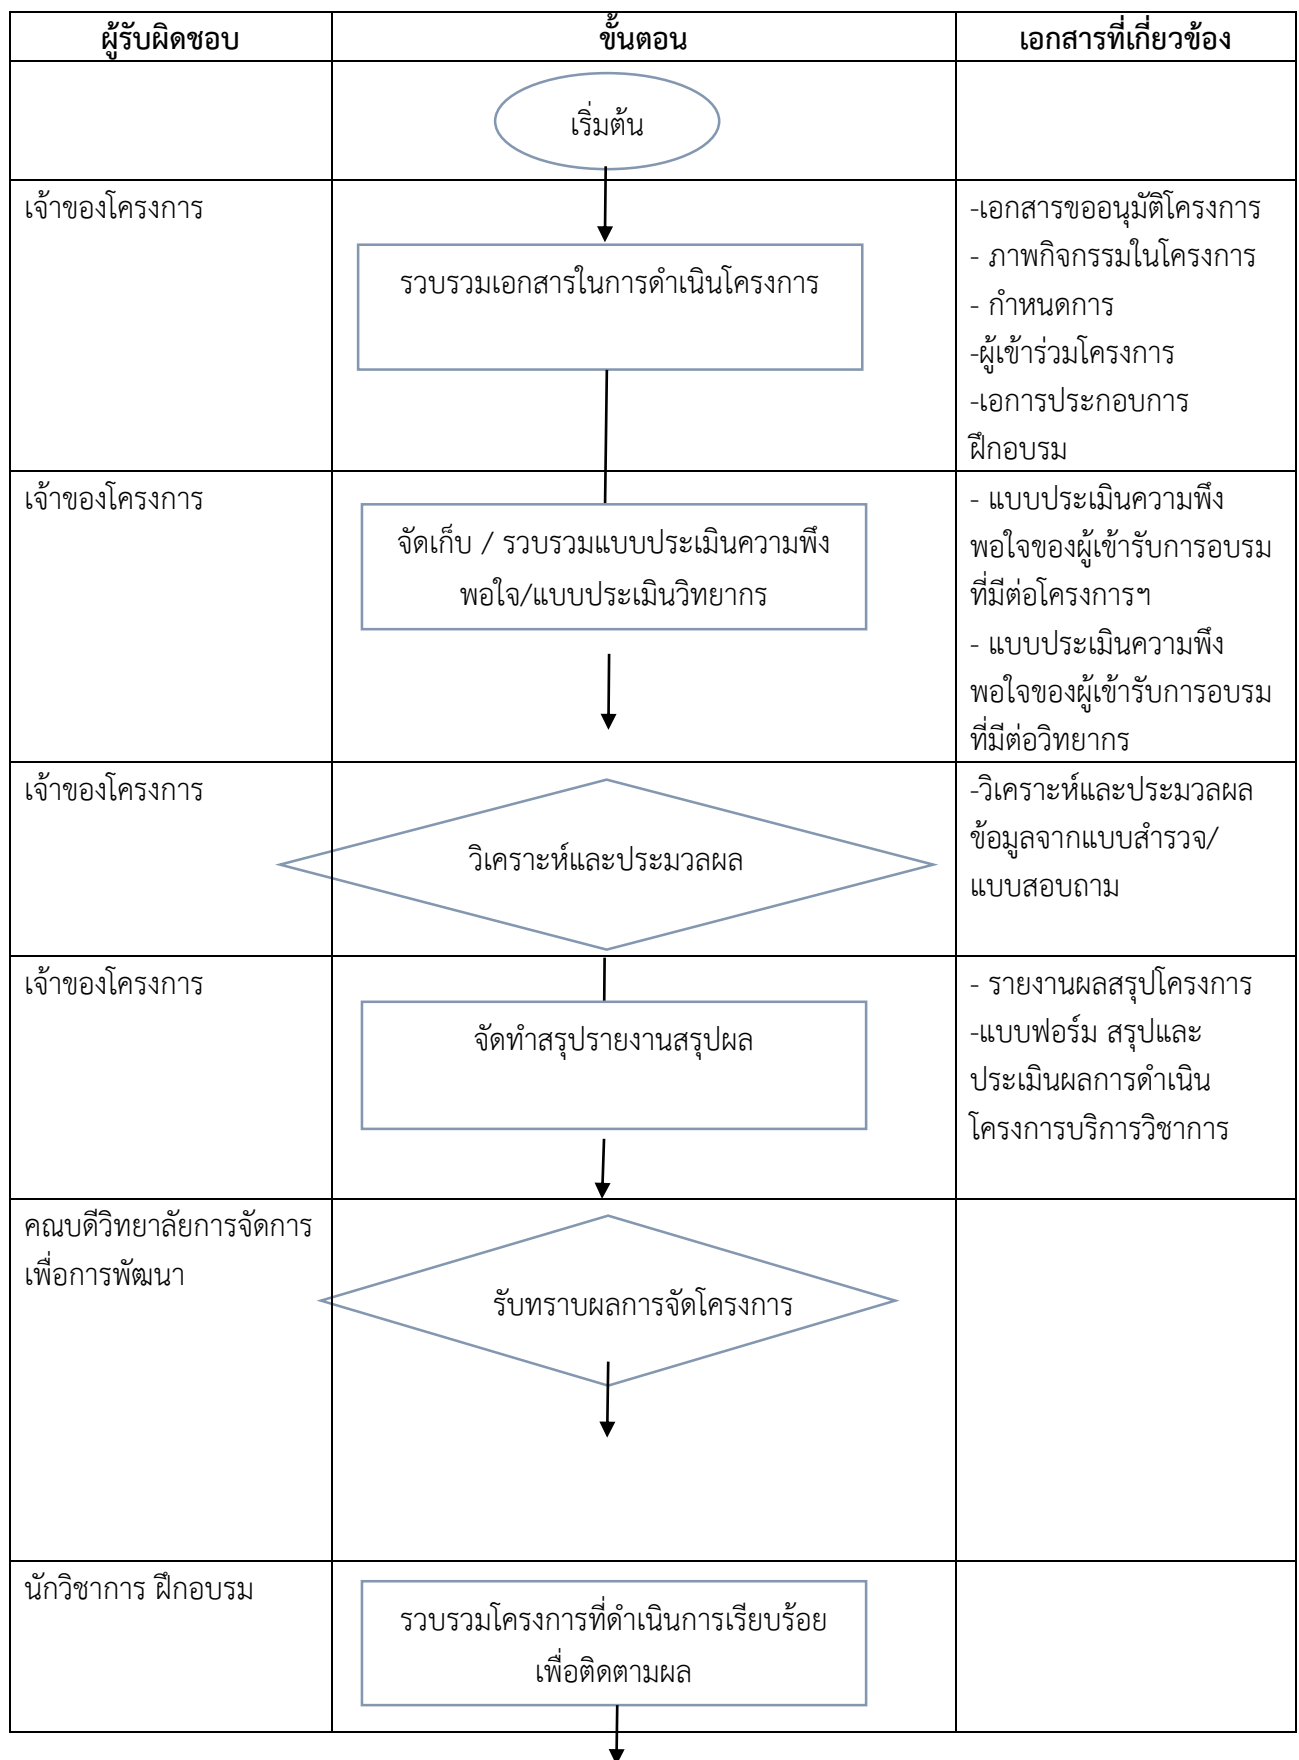 ผู้รับผิดชอบ ขั้นตอน เอกสารที่เกี่ยวข้อง
เริ่มต้น
เจ้าของโครงการ
รวบรวมเอกสารในการดำเนินโครงการ
-เอกสารขออนุมัติโครงการ
- ภาพกิจกรรมในโครงการ
- กำหนดการ
-ผู้เข้าร่วมโครงการ
-เอการประกอบการ
ฝึกอบรม
เจ้าของโครงการ
จัดเก็บ / รวบรวมแบบประเมินความพึง
พอใจ/แบบประเมินวิทยากร
- แบบประเมินความพึง
พอใจของผู้เข้ารับการอบรม
ที่มีต่อโครงการฯ
- แบบประเมินความพึง
พอใจของผู้เข้ารับการอบรม
ที่มีต่อวิทยากร
เจ้าของโครงการ
วิเคราะห์และประมวลผล
-วิเคราะห์และประมวลผล
ข้อมูลจากแบบสำรวจ/
แบบสอบถาม
เจ้าของโครงการ
จัดทำสรุปรายงานสรุปผล
- รายงานผลสรุปโครงการ
-แบบฟอร์ม สรุปและ
ประเมินผลการดำเนิน
โครงการบริการวิชาการ
คณบดีวิทยาลัยการจัดการ
เพื่อการพัฒนา
รับทราบผลการจัดโครงการ
นักวิชาการ ฝึกอบรม
รวบรวมโครงการที่ดำเนินการเรียบร้อย
เพื่อติดตามผล